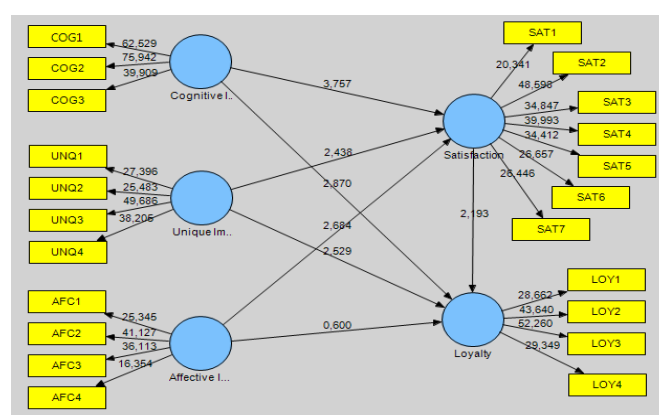 COG1
62,529
COG2
75,942
COG3
39,909
Cognitive I..
UNQ1
27,396
UNQ2
25,483
UNQ3
49,686
UNQ4
38,205
Unique Im..
AFC1
25,345
AFC2
41,127
AFC3
36,113
AFC4
16,354
Affective I...
3,757
2,438
2,870
2,684
2,529
0,600
2,193
SAT1
20,341
SAT2
48,598
SAT3
34,847
SAT4
39,993
SAT5
34,412
SAT6
26,657
SAT7
26,446
Satisfaction
LOY1
28,662
LOY2
43,640
LOY3
52,260
LOY4
29,349
Loyalty